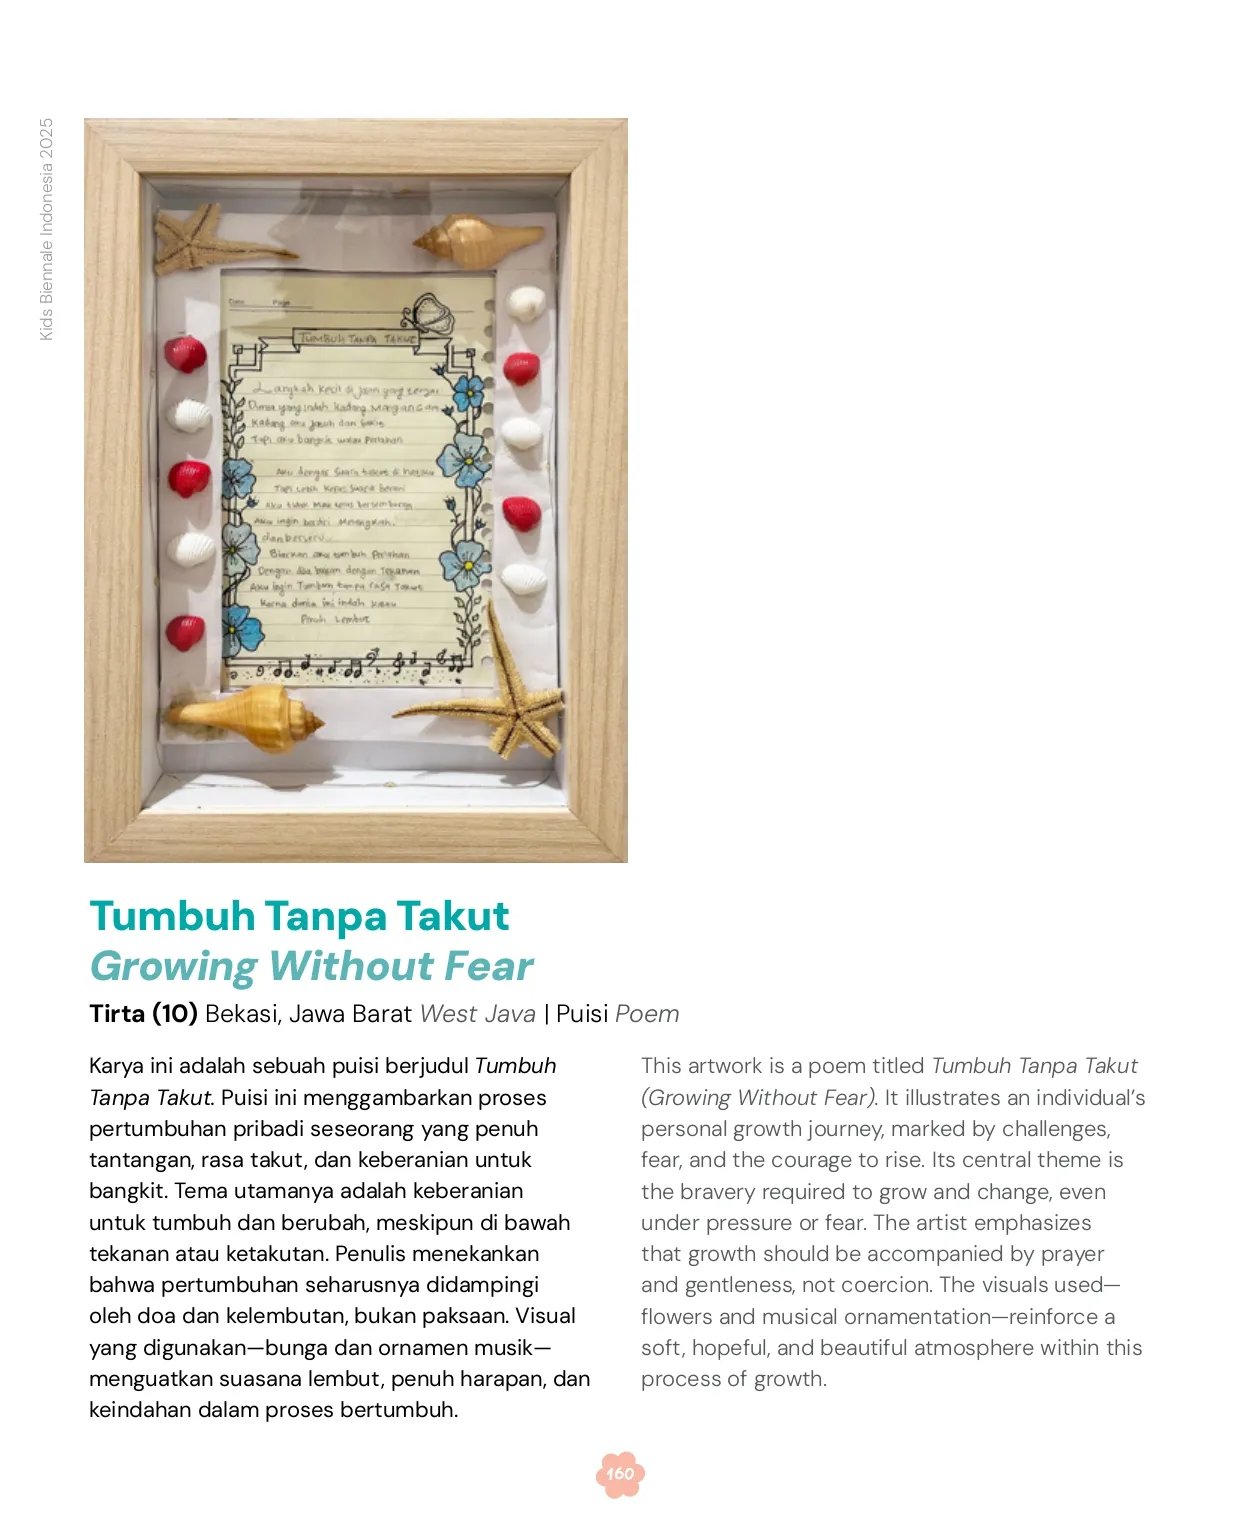 Kids Biennale Indonesia 2025
Date Page
TUMBUH TANPA TAKUT
Langkah kecil di jalan yang
Dunia yang indah kadang
Kadang aku jatuh dan
Tapi aku bangkit walau Perlahan
Aku dengar Suara takut di
Tapi Lebih Keras Suara berani
Aku tidak Mau terus bersembunyi
Aku ingin berdiri Melangkah.
dan berseru..
Biarkan aku tumbuh Perlahan
Dengan doa bukan dengan Tekanan
Aku ingin Tumbuh tanpa rasa Takut
Karna dunia ini indah
Penuh Lembut
Tumbuh Tanpa Takut
Growing Without Fear
Tirta (10) Bekasi, Jawa Barat West Java | Puisi Poem
Karya ini adalah sebuah puisi berjudul Tumbuh
Tanpa Takut. Puisi ini menggambarkan proses
pertumbuhan pribadi seseorang yang penuh
tantangan, rasa takut, dan keberanian untuk
bangkit. Tema utamanya adalah keberanian
untuk tumbuh dan berubah, meskipun di bawah
tekanan atau ketakutan. Penulis menekankan
bahwa pertumbuhan seharusnya didampingi
oleh doa dan kelembutan, bukan paksaan. Visual
yang digunakan—bunga dan ornamen musik—
menguatkan suasana lembut, penuh harapan, dan
keindahan dalam proses bertumbuh.
This artwork is a poem titled Tumbuh Tanpa Takut
(Growing Without Fear). It illustrates an individual’s
personal growth journey, marked by challenges,
fear, and the courage to rise. Its central theme is
the bravery required to grow and change, even
under pressure or fear. The artist emphasizes
that growth should be accompanied by prayer
and gentleness, not coercion. The visuals used—
flowers and musical ornamentation—reinforce a
soft, hopeful, and beautiful atmosphere within this
process of growth.
160